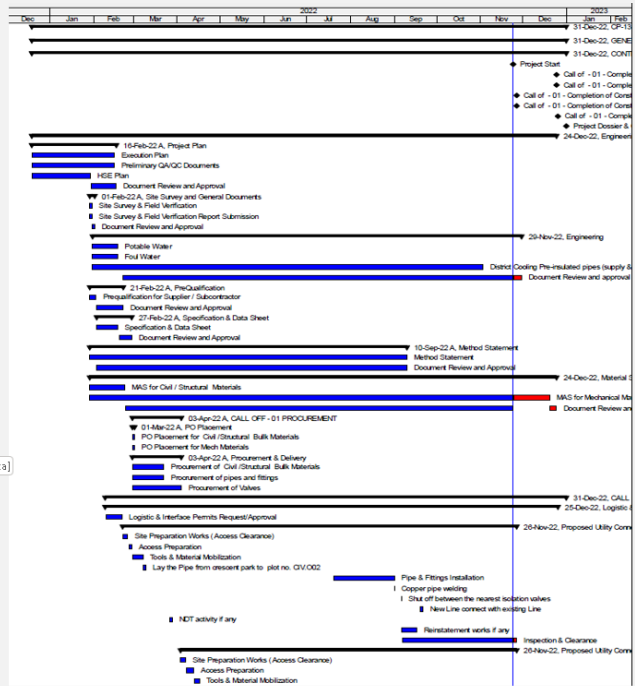 2022 2023
Dec Jan Feb Mar Apr May Jun Jul Aug Sep Oct Nov Dec Jan Feb
31-Dec-22, CP-13
31-Dec-22, GENE
31-Dec-22, CONT
Project Start
Call of - 01 - Comple
Call of - 01 - Comple
Call of - 01 - Completion of Const
Call of - 01 - Completion of Const
Call of - 01 - Comple
Project Dossier &
24-Dec-22, Engineeri
16-Feb-22 A, Project Plan
Execution Plan
Preliminary QA/QC Documents
HSE Plan
Document Review and Approval
01-Feb-22 A, Site Survey and General Documents
Site Survey & Field Verification
Site Survey & Field Verification Report Submission
Document Review and Approval
29-Nov-22, Engineering
Potable Water
Foul Water
District Cooling Pre-insulated pipes (supply &
Document Review and approval
21-Feb-22 A, PreQualification
Prequalification for Supplier / Subcontractor
Document Review and Approval
27-Feb-22 A, Specification & Data Sheet
Specification & Data Sheet
Document Review and Approval
10-Sep-22 A, Method Statement
Method Statement
Document Review and Approval
24-Dec-22, Material S
MAS for Civil / Structural Materials
MAS for Mechanical Ma
Document Review an
03-Apr-22 A, CALL OFF - 01 PROCUREMENT
01-Mar-22 A, PO Placement
PO Placement for Civil /Structural Bulk Materials
PO Placement for Mech Materials
03-Apr-22 A, Procurement & Delivery
Procurement of Civil /Structural Bulk Materials
Procurement of pipes and fittings
Procurement of Valves
31-Dec-22, CALL
25-Dec-22, Logistic &
Logistic & Interface Permits Request/Approval
26-Nov-22, Proposed Utility Conn
Site Preparation Works ( Access Clearance)
Access Preparation
Tools & Material Mobilization
Lay the Pipe from crescent park to plot no. CIV.002
Pipe & Fittings Installation
Copper pipe welding
Shut off between the nearest isolation valves
New Line connect with existing Line
NDT activity if any
Reinstatement works if any
Inspection & Clearance
26-Nov-22, Proposed Utility Conn
Site Preparation Works ( Access Clearance)
Access Preparation
Tools & Material Mobilization